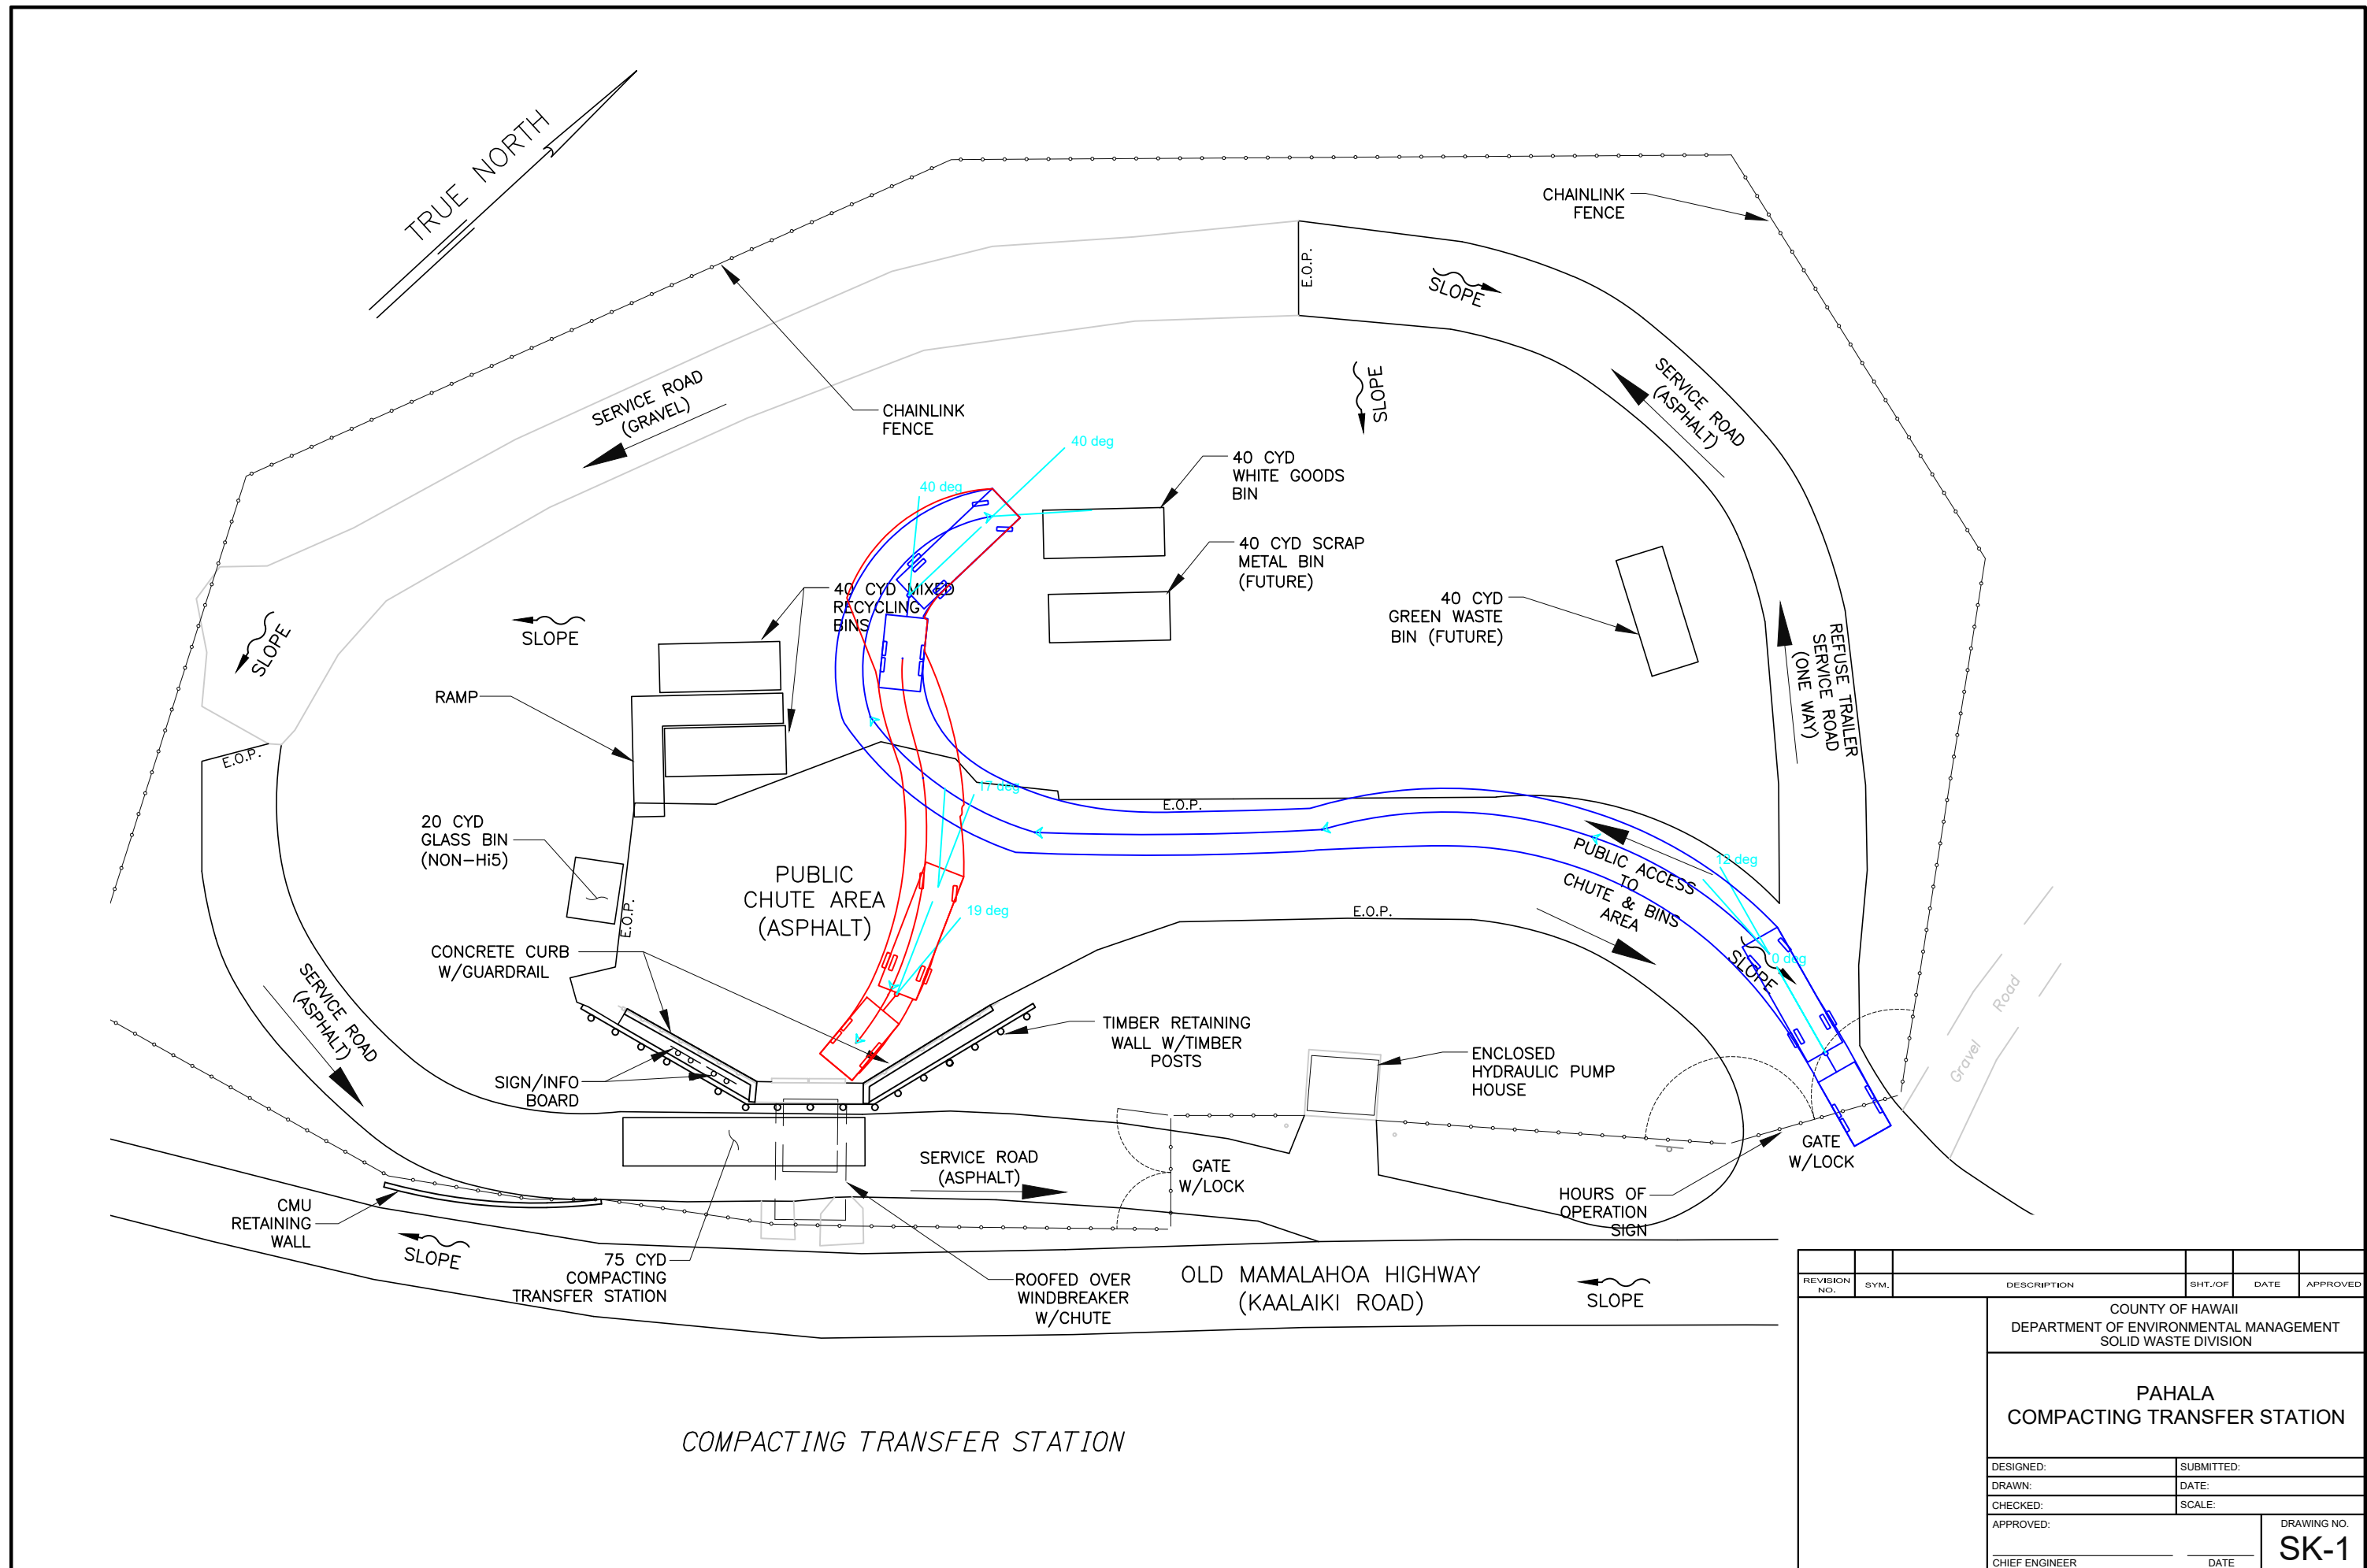 TRUE NORTH
CHAINLINK
FENCE
E.O.P.
SLOPE
SERVICE ROAD
(ASPHALT)
SLOPE
SERVICE ROAD
(GRAVEL)
CHAINLINK
FENCE
40 deg
40 deg
40 CYD
WHITE GOODS
BIN
40 CYD SCRAP
METAL BIN
(FUTURE)
40 CYD MIXED
RECYCLING
BINS
40 CYD
GREEN WASTE
BIN (FUTURE)
REFUSE TRAILER
SERVICE ROAD
(ONE WAY)
SLOPE
SLOPE
RAMP
E.O.P.
17 deg
E.O.P.
20 CYD
GLASS BIN
(NON-Hi5)
PUBLIC
CHUTE AREA
(ASPHALT)
PUBLIC ACCESS
TO
CHUTE & BINS
AREA
12 deg
19 deg
E.O.P.
E.O.P.
0 deg
SLOPE
CONCRETE CURB
W/GUARDRAIL
SERVICE ROAD
(ASPHALT)
Gravel Road
TIMBER RETAINING
WALL W/TIMBER
POSTS
ENCLOSED
HYDRAULIC PUMP
HOUSE
SIGN/INFO
BOARD
SERVICE ROAD
(ASPHALT)
GATE
W/LOCK
GATE
W/LOCK
HOURS OF
OPERATION
SIGN
CMU
RETAINING
WALL
SLOPE
75 CYD
COMPACTING
TRANSFER STATION
ROOFED OVER
WINDBREAKER
W/CHUTE
OLD MAMALAHOA HIGHWAY
(KAALAIKI ROAD)
SLOPE
COMPACTING TRANSFER STATION
REVISION
NO.
SYM.
DESCRIPTION
SHT./OF
DATE
APPROVED
COUNTY OF HAWAII
DEPARTMENT OF ENVIRONMENTAL MANAGEMENT
SOLID WASTE DIVISION
PAHALA
COMPACTING TRANSFER STATION
DESIGNED:
SUBMITTED:
DRAWN:
DATE:
CHECKED:
SCALE:
APPROVED:
DRAWING NO.
SK-1
CHIEF ENGINEER
DATE